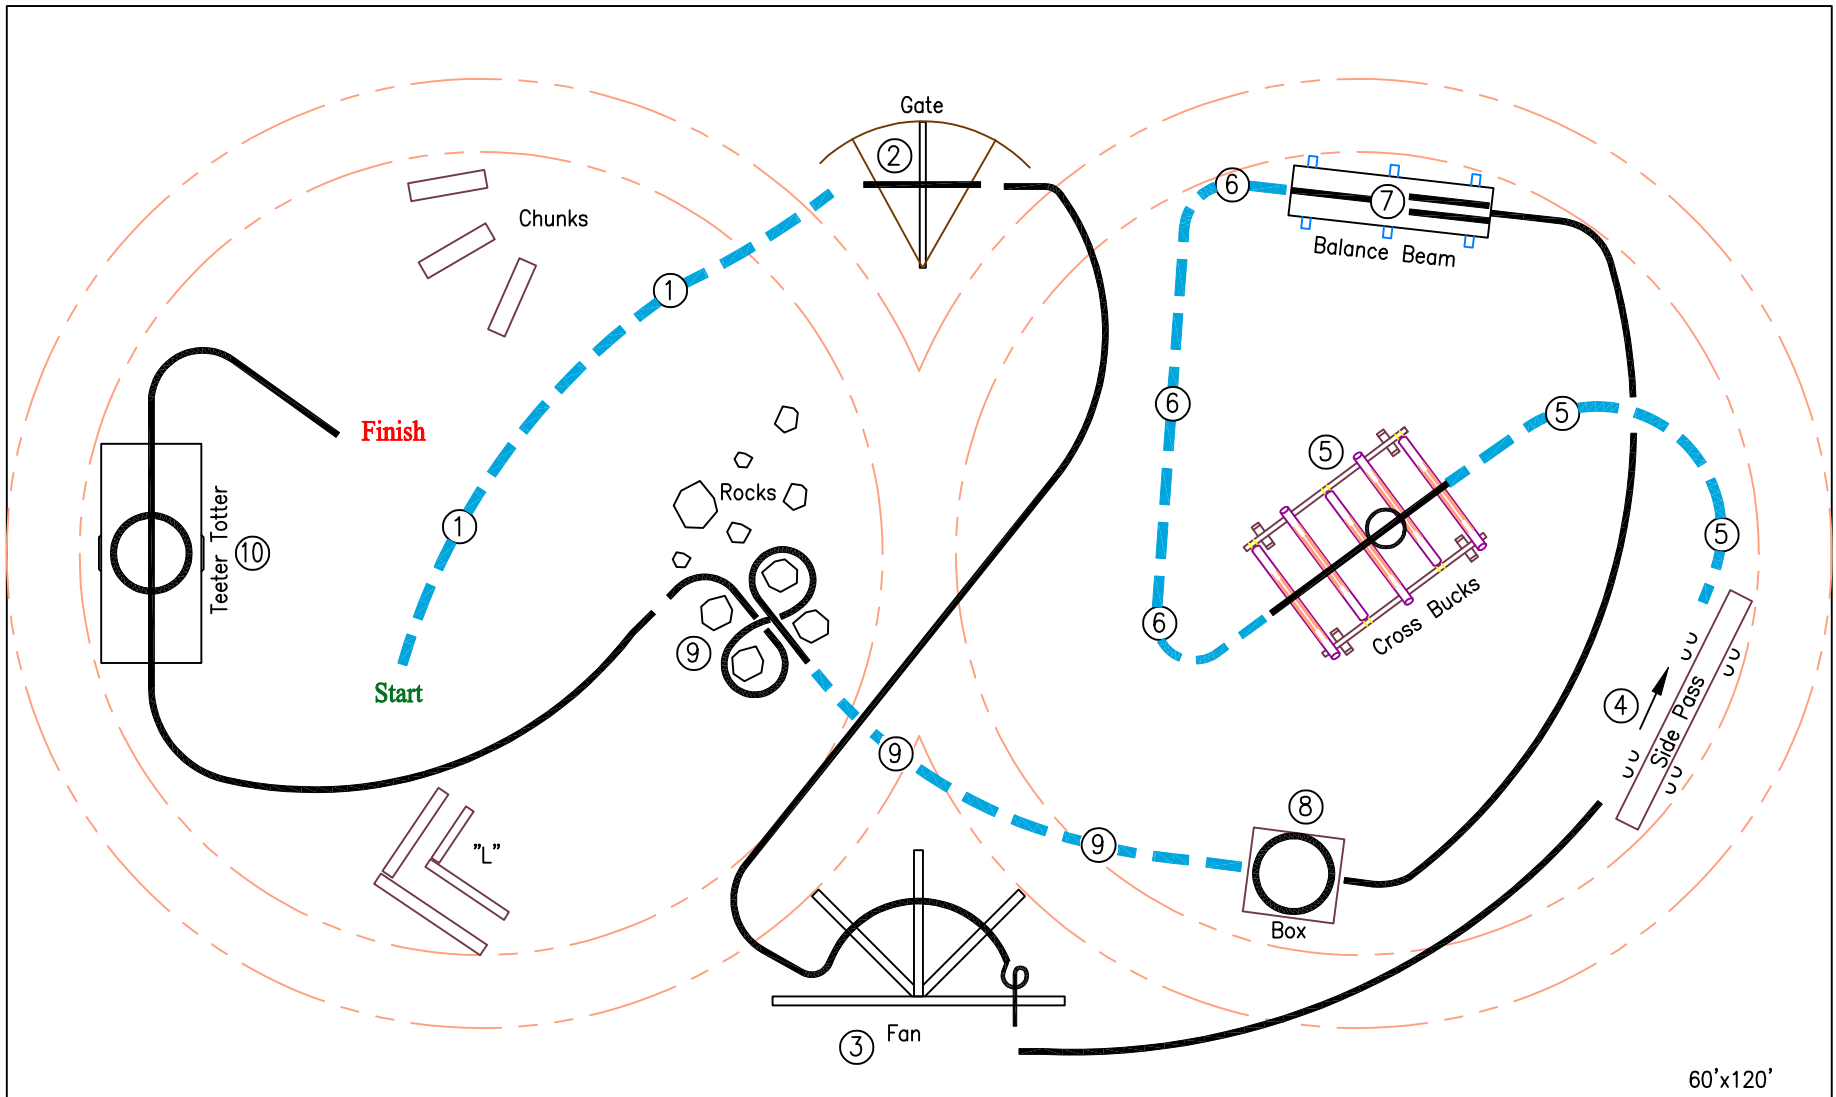 Gate
2
6
7
Balance Beam
Chunks
1
6
5
5
Finish
Rocks
5
1
10
Teeter Totter
6
Cross Bucks
9
Start
4
Side Pass
9
8
9
"L"
Box
3
Fan
60'x120'